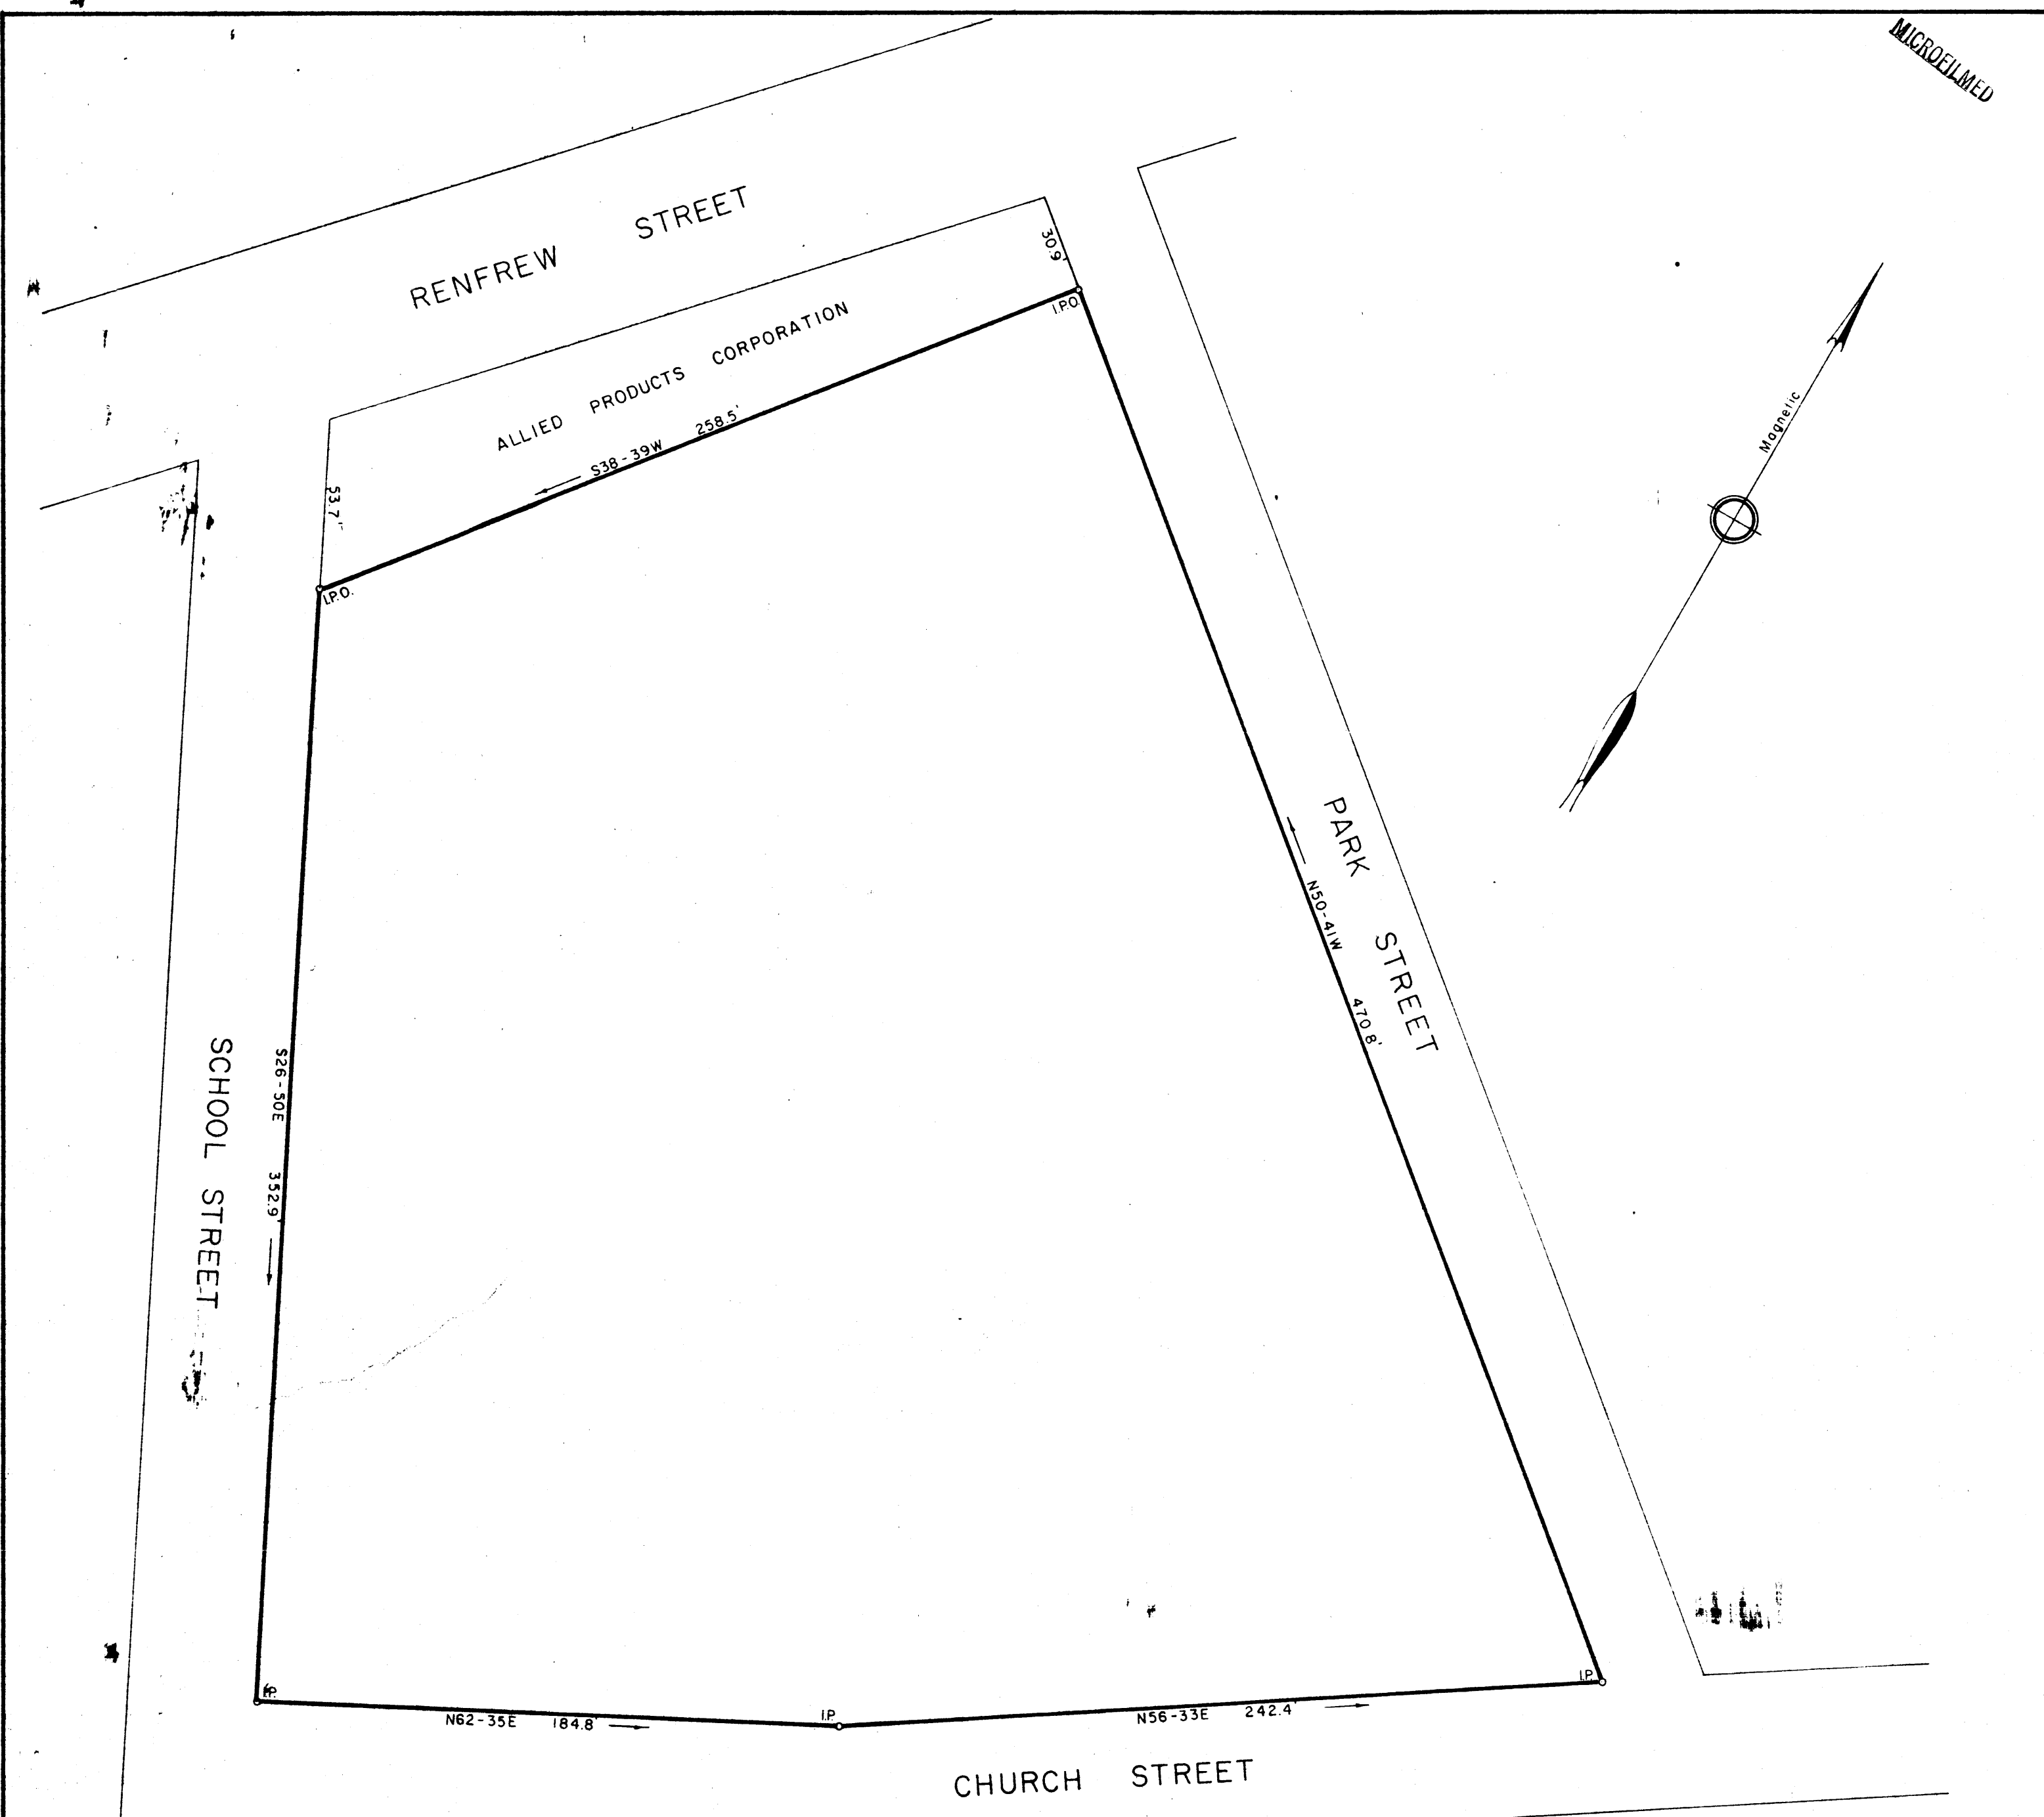 MICROFILMED
RENFREW STREET
30.9'
I.P.O.
ALLIED PRODUCTS CORPORATION
S38-39W 258.5'
53.7'
I.P.O.
Magnetic
PARK STREET
N50-41W 470.8'
SCHOOL STREET
S26-50E 352.9'
I.P.
I.P.
I.P.
N62-35E 184.8'
N56-33E 242.4'
CHURCH STREET